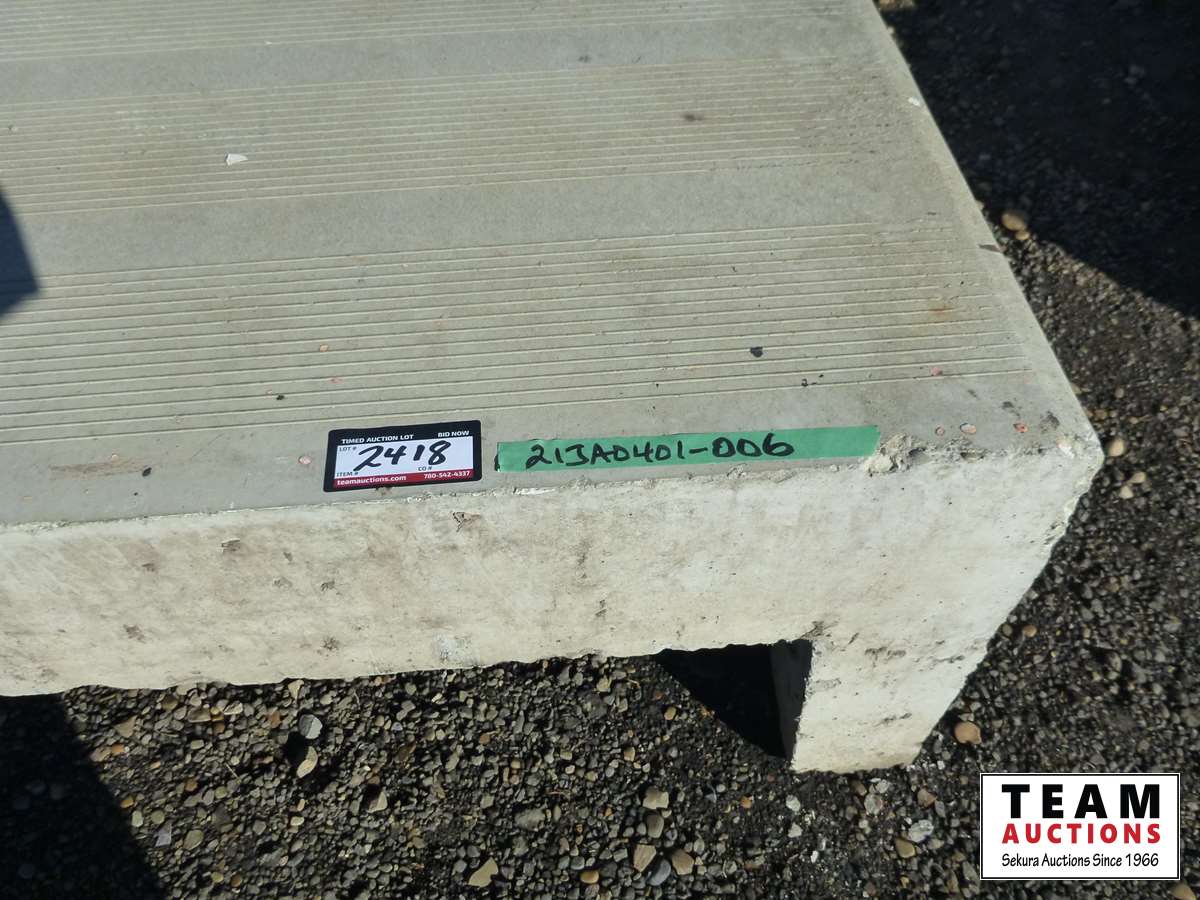 TIMED AUCTION LOT BID NOW
LOT # 2418
ITEM # CO #
teamauctions.com 780-542-4337
21JA0401-006
TEAM
AUCTIONS
Sekura Auctions Since 1966